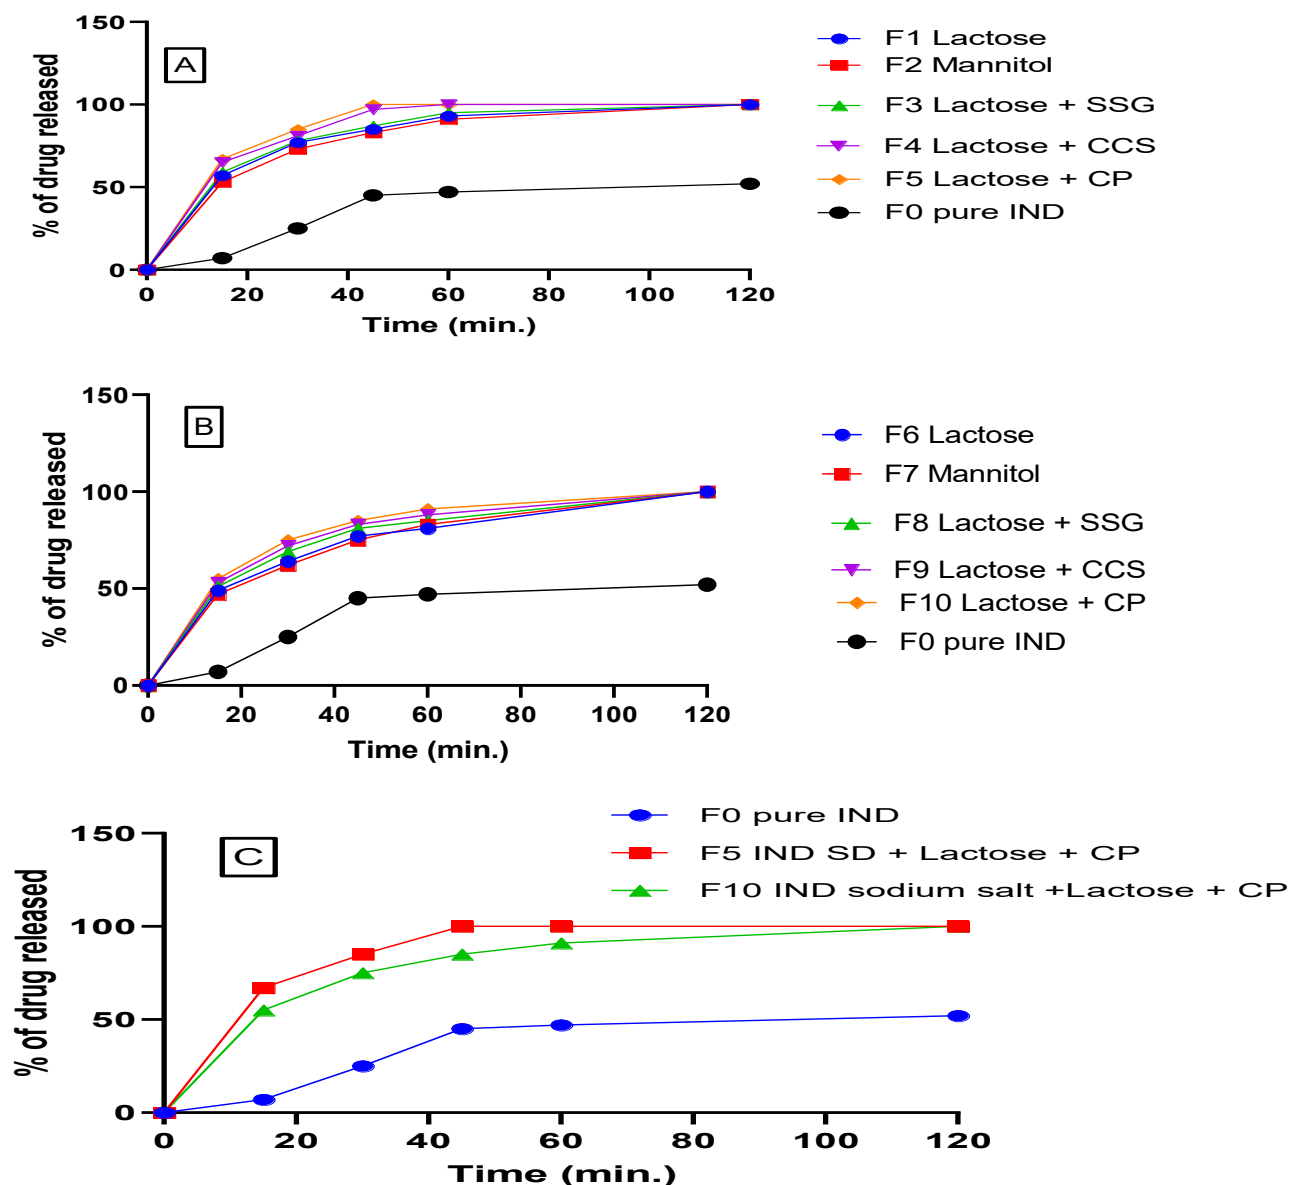 150
A
100
50
0
% of drug released
0 20 40 60 80 100 120
Time (min.)
F1 Lactose
F2 Mannitol
F3 Lactose + SSG
F4 Lactose + CCS
F5 Lactose + CP
F0 pure IND
150
B
100
50
0
% of drug released
0 20 40 60 80 100 120
Time (min.)
F6 Lactose
F7 Mannitol
F8 Lactose + SSG
F9 Lactose + CCS
F10 Lactose + CP
F0 pure IND
F0 pure IND
F5 IND SD + Lactose + CP
F10 IND sodium salt +Lactose + CP
150
C
100
50
0
% of drug released
0 20 40 60 80 100 120
Time (min.)